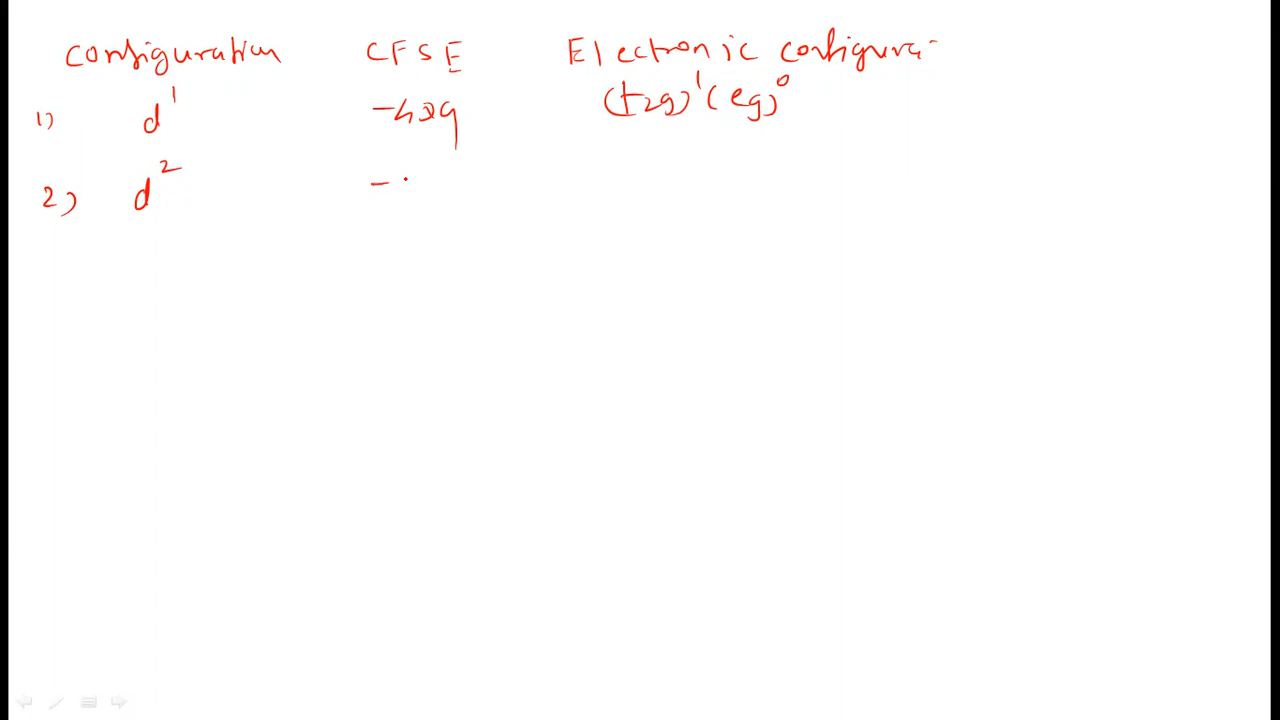 Configuration CFSE Electronic configura
1) d¹ -4Dq (t2g)¹(eg)⁰
2) d² -